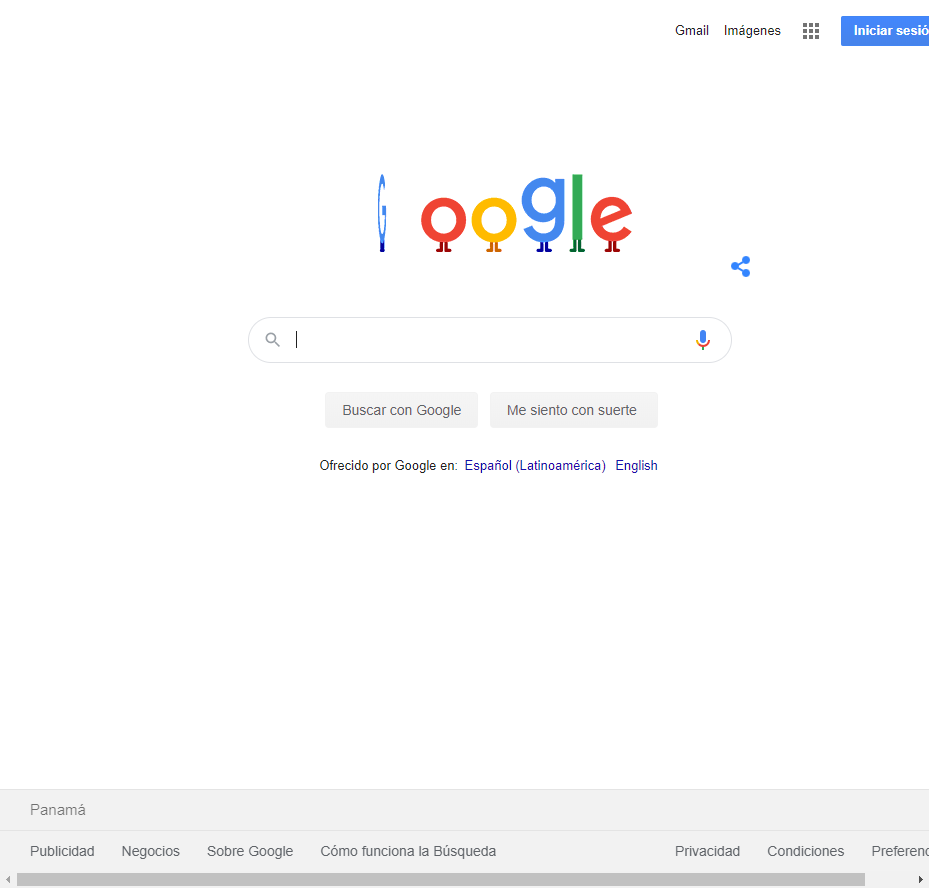 Gmail Imágenes Iniciar sesió
Google
Buscar con Google Me siento con suerte
Ofrecido por Google en: Español (Latinoamérica) English
Panamá
Publicidad Negocios Sobre Google Cómo funciona la Búsqueda Privacidad Condiciones Preferenc